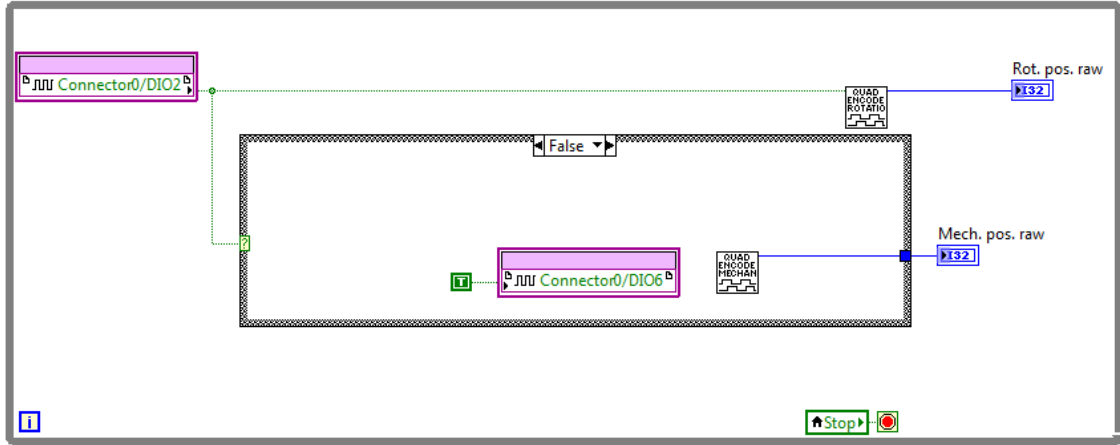 Connector0/DIO2
Rot. pos. raw
QUAD
ENCODE
ROTATIO
I32
False
?
Mech. pos. raw
QUAD
ENCODE
MECHAN
I32
T
Connector0/DIO6
i
Stop